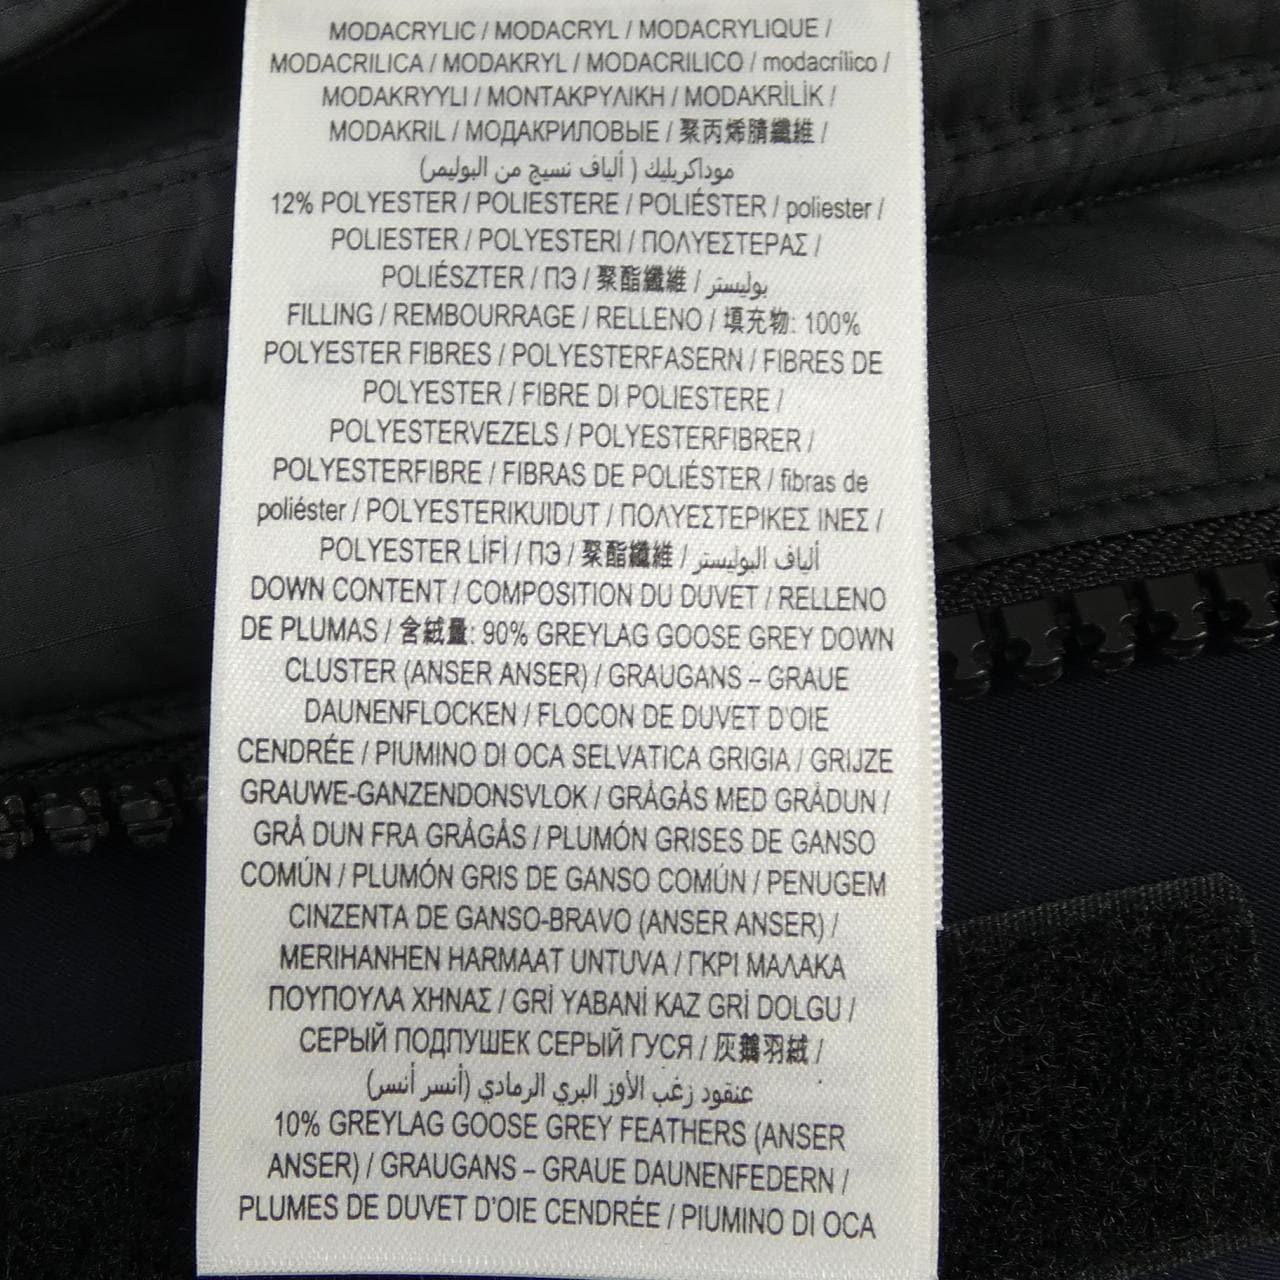 MODACRYLIC / MODACRYL / MODACRYLIQUE /
MODACRILICA / MODAKRYL / MODACRILICO / modacrílico /
MODAKRYYLI / ΜΟΝΤΑΚΡΥΛΙΚΗ / MODAKRİLİK /
MODAKRIL / МОДАКРИЛОВЫЕ / 聚丙烯腈纖維 /
موداكريليك ( ألياف نسيج من البوليمر)
12% POLYESTER / POLIESTERE / POLIÉSTER / poliester /
POLIESTER / POLYESTERI / ΠΟΛΥΕΣΤΕΡΑΣ /
POLIÉSZTER / ПЭ / 聚酯纖維 / بوليستر
FILLING / REMBOURRAGE / RELLENO / 填充物: 100%
POLYESTER FIBRES / POLYESTERFASERN / FIBRES DE
POLYESTER / FIBRE DI POLIESTERE /
POLYESTERVEZELS / POLYESTERFIBRER /
POLYESTERFIBRE / FIBRAS DE POLIÉSTER / fibras de
poliéster / POLYESTERIKUIDUT / ΠΟΛΥΕΣΤΕΡΙΚΕΣ ΙΝΕΣ /
POLYESTER LİFİ / ПЭ / 聚酯纖維 / ألياف البوليستر
DOWN CONTENT / COMPOSITION DU DUVET / RELLENO
DE PLUMAS / 含絨量: 90% GREYLAG GOOSE GREY DOWN
CLUSTER (ANSER ANSER) / GRAUGANS – GRAUE
DAUNENFLOCKEN / FLOCON DE DUVET D'OIE
CENDRÉE / PIUMINO DI OCA SELVATICA GRIGIA / GRIJZE
GRAUWE-GANZENDONSVLOK / GRÅGÅS MED GRÅDUN /
GRÅ DUN FRA GRÅGÅS / PLUMÓN GRISES DE GANSO
COMÚN / PLUMÓN GRIS DE GANSO COMÚN / PENUGEM
CINZENTA DE GANSO-BRAVO (ANSER ANSER) /
MERIHANHEN HARMAAT UNTUVA / ΓΚΡΙ ΜΑΛΑΚΑ
ΠΟΥΠΟΥΛΑ ΧΗΝΑΣ / GRİ YABANİ KAZ GRİ DOLGU /
СЕРЫЙ ПОДПУШЕК СЕРЫЙ ГУСЯ / 灰鵝羽絨 /
عنقود زغب الأوز البري الرمادي (أنسر أنسر)
10% GREYLAG GOOSE GREY FEATHERS (ANSER
ANSER) / GRAUGANS – GRAUE DAUNENFEDERN /
PLUMES DE DUVET D'OIE CENDRÉE / PIUMINO DI OCA